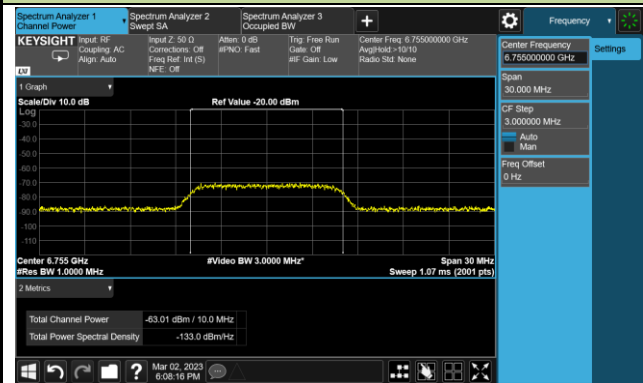 Spectrum Analyzer 1
Channel Power
Spectrum Analyzer 2
Swept SA
Spectrum Analyzer 3
Occupied BW
Frequency
KEYSIGHT
Input: RF
Coupling: AC
Align: Auto
Input Z: 50 Ω
Corrections: Off
Freq Ref: Int (S)
NFE: Off
Atten: 0 dB
#PNO: Fast
Trig: Free Run
Gate: Off
#IF Gain: Low
Center Freq: 6.755000000 GHz
Avg|Hold:>10/10
Radio Std: None
LXI
Center Frequency
6.755000000 GHz
Settings
Span
30.000 MHz
CF Step
3.000000 MHz
Auto
Man
Freq Offset
0 Hz
1 Graph
Scale/Div 10.0 dB
Ref Value -20.00 dBm
Log
-30.0
-40.0
-50.0
-60.0
-70.0
-80.0
-90.0
-100
-110
Center 6.755 GHz
#Video BW 3.0000 MHz*
Span 30 MHz
#Res BW 1.0000 MHz
Sweep 1.07 ms (2001 pts)
2 Metrics
Total Channel Power
-63.01 dBm / 10.0 MHz
Total Power Spectral Density
-133.0 dBm/Hz
?
Mar 02, 2023
6:08:16 PM